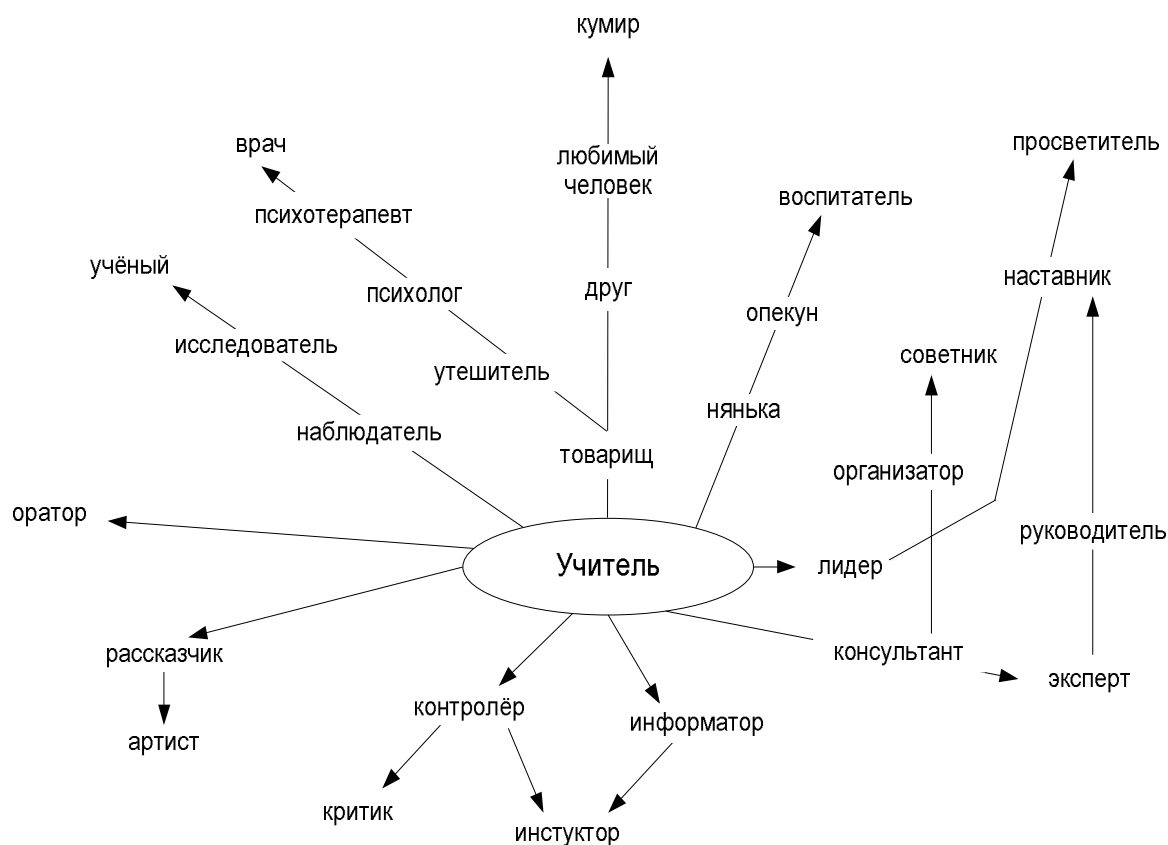 кумир
врач
просветитель
любимый
человек
воспитатель
психотерапевт
учёный
наставник
психолог
друг
опекун
исследователь
советник
утешитель
нянька
наблюдатель
товарищ
организатор
оратор
руководитель
Учитель
лидер
рассказчик
консультант
эксперт
контролёр
информатор
артист
критик
инстуктор